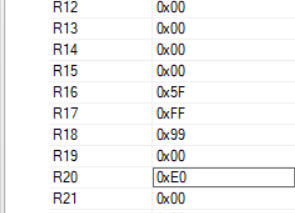 R12 0x00
R13 0x00
R14 0x00
R15 0x00
R16 0x5F
R17 0xFF
R18 0x99
R19 0x00
R20 0xE0
R21 0x00